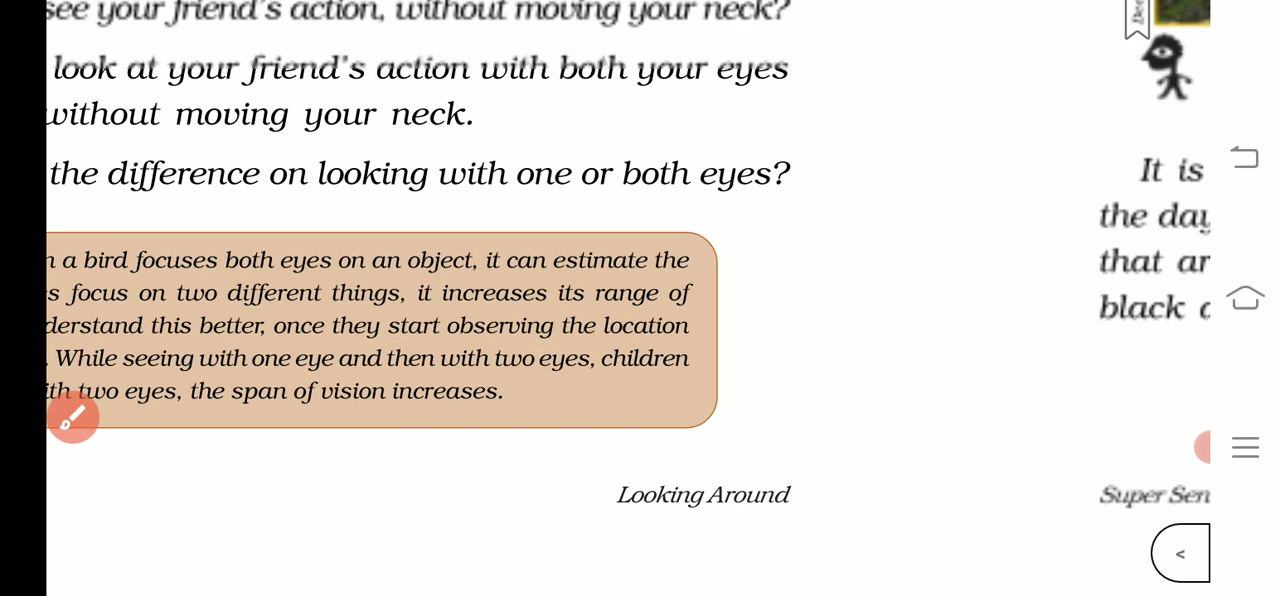 see your friend's action, without moving your neck?
look at your friend's action with both your eyes
without moving your neck.
the difference on looking with one or both eyes?
a bird focuses both eyes on an object, it can estimate the
focus on two different things, it increases its range of
derstand this better, once they start observing the location
. While seeing with one eye and then with two eyes, children
ith two eyes, the span of vision increases.
Looking Around
It is
the day
that ar
black
Super Sen
<